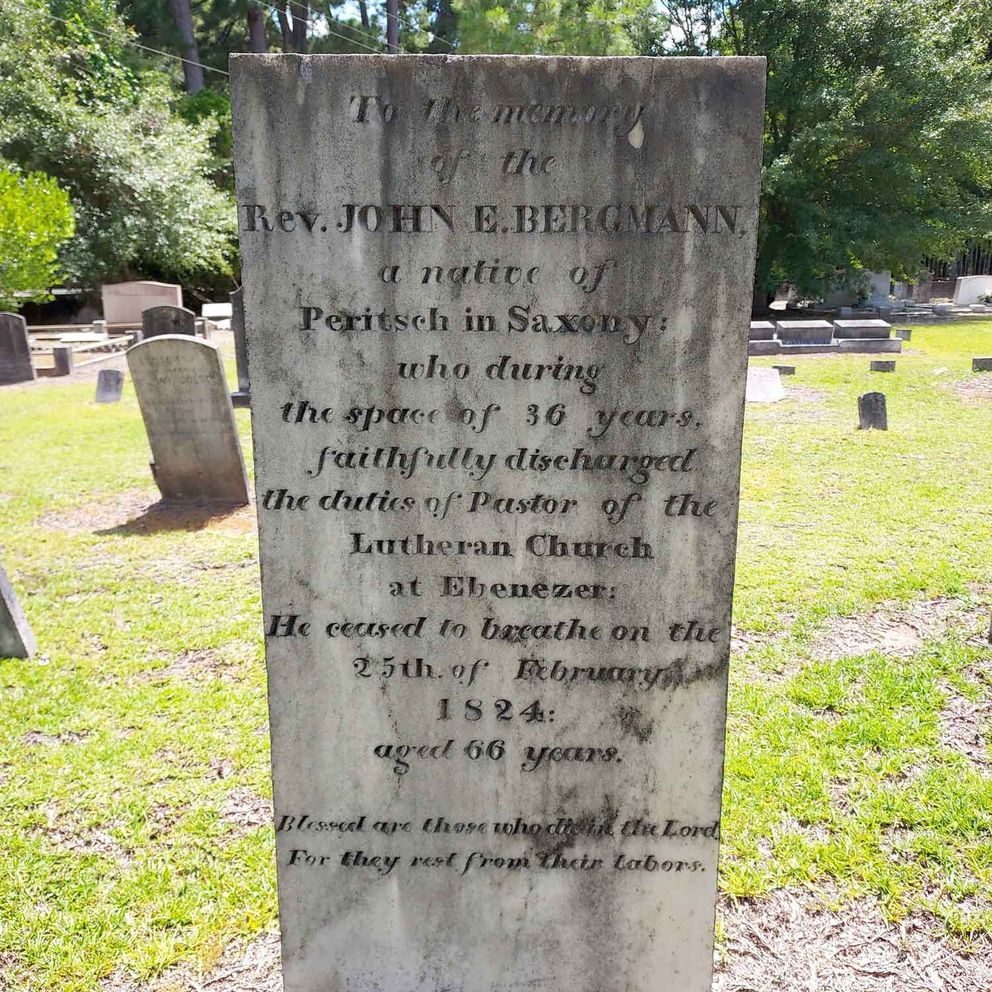 To the memory
of the
Rev. JOHN E. BERGMANN,
a native of
Peritsch in Saxony:
who during
the space of 36 years,
faithfully discharged
the duties of Pastor of the
Lutheran Church
at Ebenezer:
He ceased to breathe on the
25th. of February
1824:
aged 66 years.
Blessed are those who die in the Lord
For they rest from their labors.